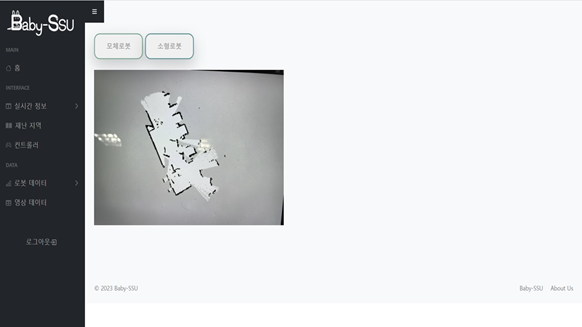 Baby-SSU
MAIN
홈
INTERFACE
실시간 정보
재난 지역
컨트롤러
DATA
로봇 데이터
영상 데이터
로그아웃
모체로봇
소형로봇
© 2023 Baby-SSU
Baby-SSU About Us